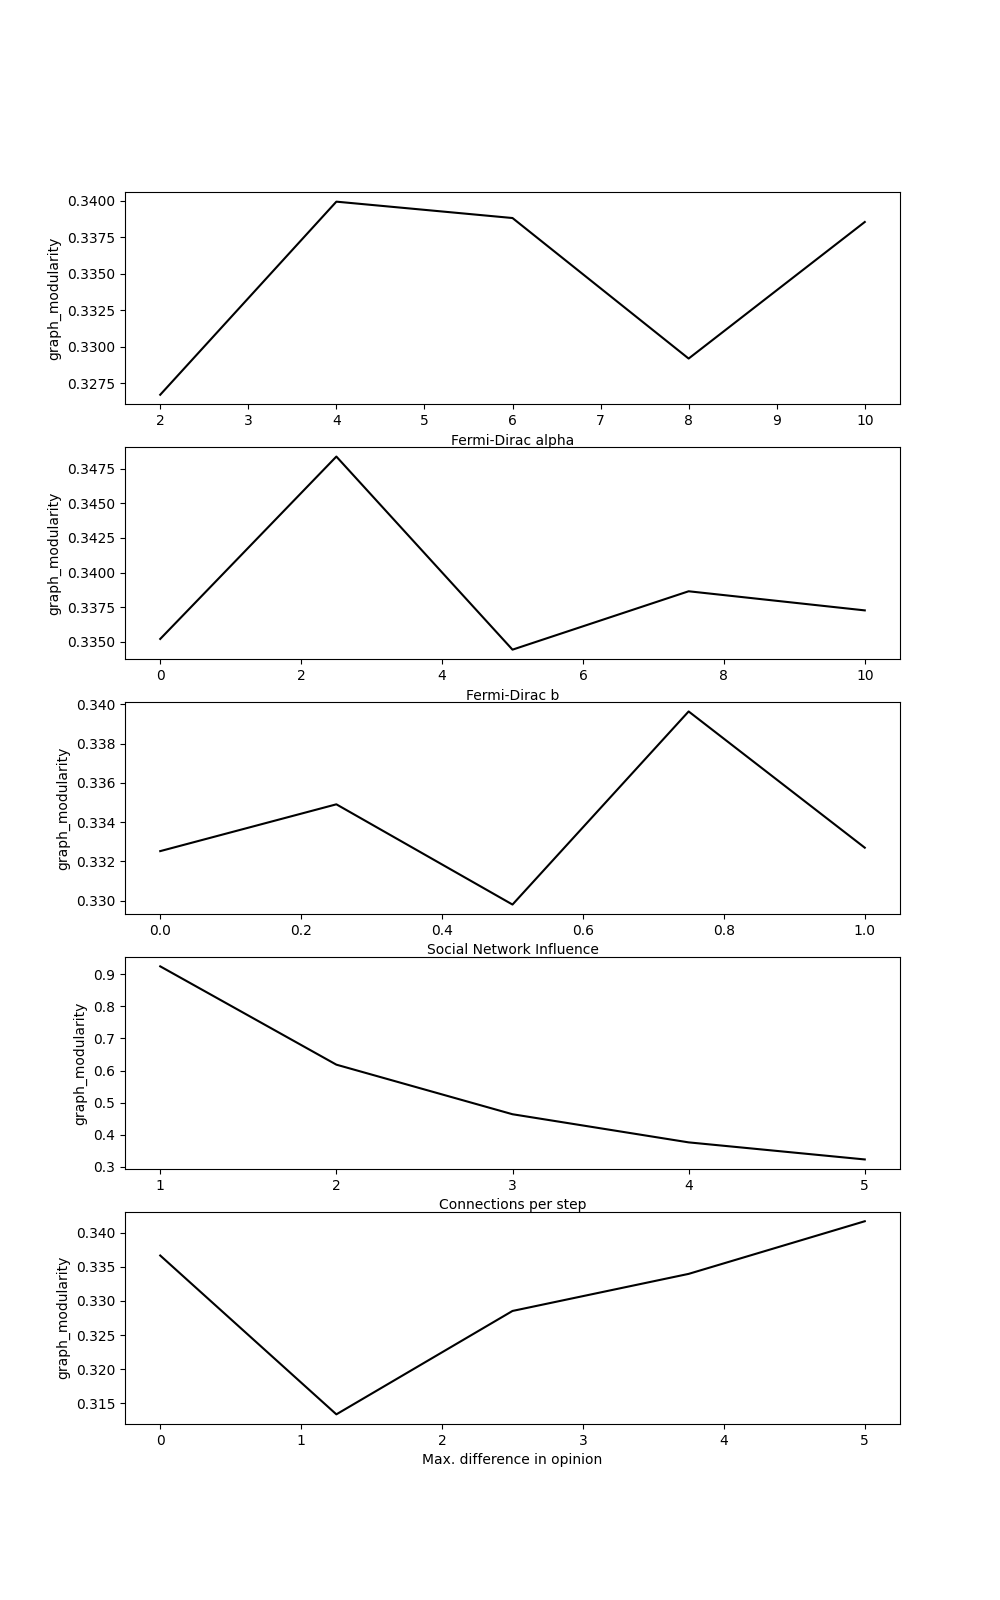 graph_modularity
0.3400
0.3375
0.3350
0.3325
0.3300
0.3275
2 3 4 5 6 7 8 9 10
Fermi-Dirac alpha
graph_modularity
0.3475
0.3450
0.3425
0.3400
0.3375
0.3350
0 2 4 6 8 10
Fermi-Dirac b
graph_modularity
0.340
0.338
0.336
0.334
0.332
0.330
0.0 0.2 0.4 0.6 0.8 1.0
Social Network Influence
graph_modularity
0.9
0.8
0.7
0.6
0.5
0.4
0.3
1 2 3 4 5
Connections per step
graph_modularity
0.340
0.335
0.330
0.325
0.320
0.315
0 1 2 3 4 5
Max. difference in opinion